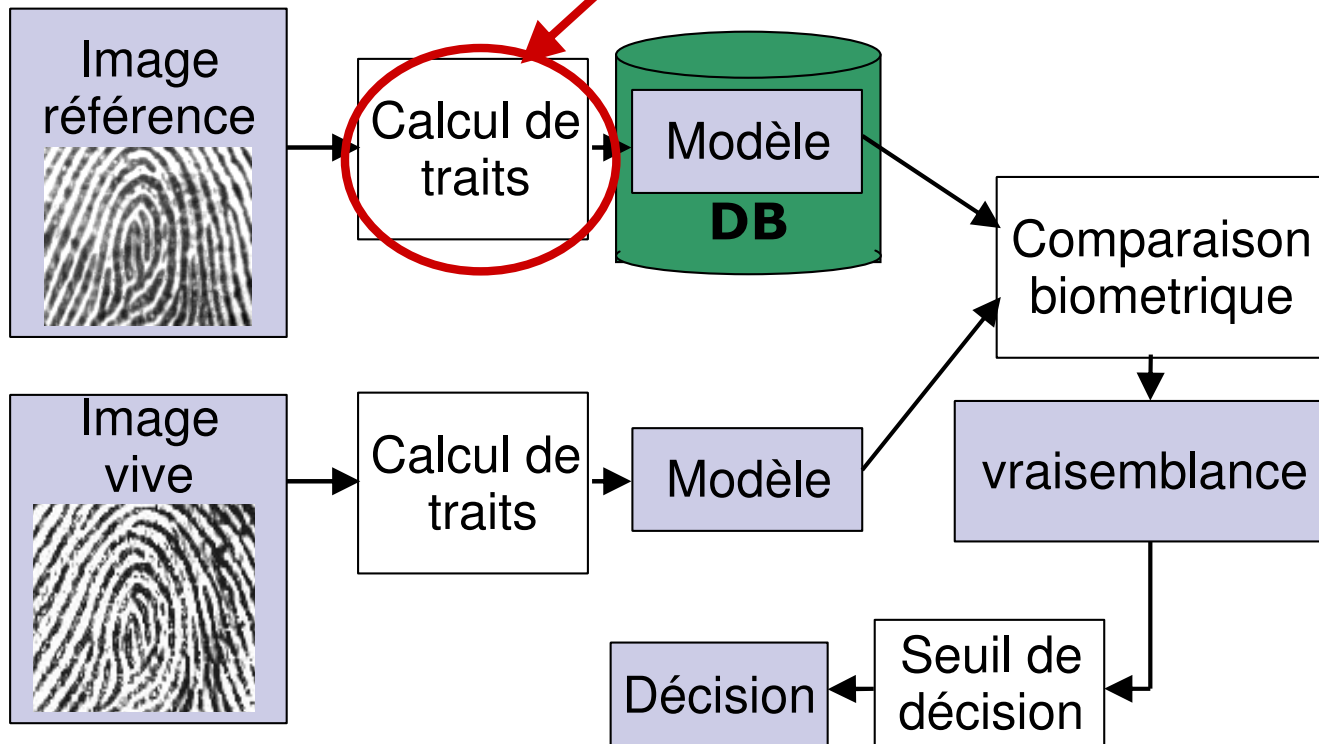 Image
référence
Calcul de
traits
Modèle
DB
Comparaison
biometrique
Image
vive
Calcul de
traits
Modèle
vraisemblance
Seuil de
décision
Décision